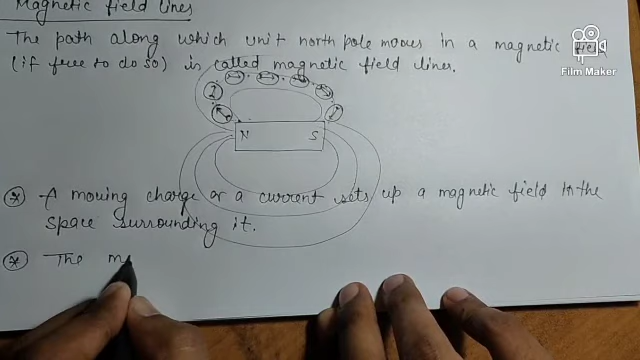 Magnetic field lines
The path along which unit north pole moves in a magnetic field
(if free to do so) is called magnetic field lines.
N S
(*) A moving charge or a current sets up a magnetic field in the
space surrounding it.
(*) The m
Film Maker